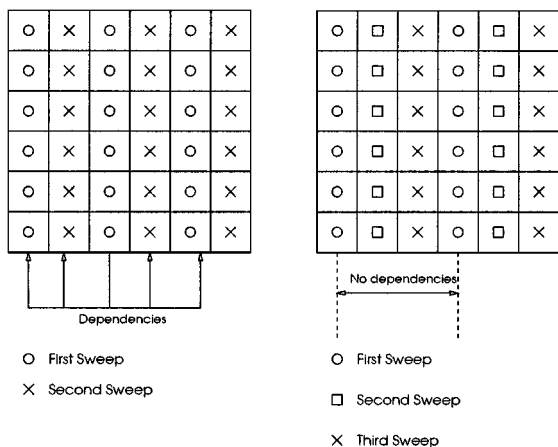 Dependencies
First Sweep
Second Sweep
No dependencies
First Sweep
Second Sweep
Third Sweep